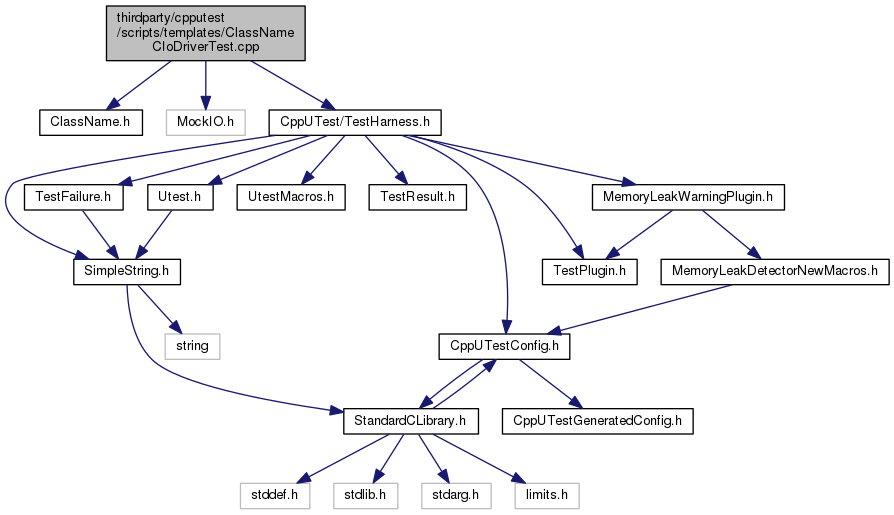 thirdparty/cpputest
/scripts/templates/ClassName
CIoDriverTest.cpp
ClassName.h
MockIO.h
CppUTest/TestHarness.h
TestFailure.h
Utest.h
UtestMacros.h
TestResult.h
MemoryLeakWarningPlugin.h
SimpleString.h
TestPlugin.h
MemoryLeakDetectorNewMacros.h
string
CppUTestConfig.h
StandardCLibrary.h
CppUTestGeneratedConfig.h
stddef.h
stdlib.h
stdarg.h
limits.h